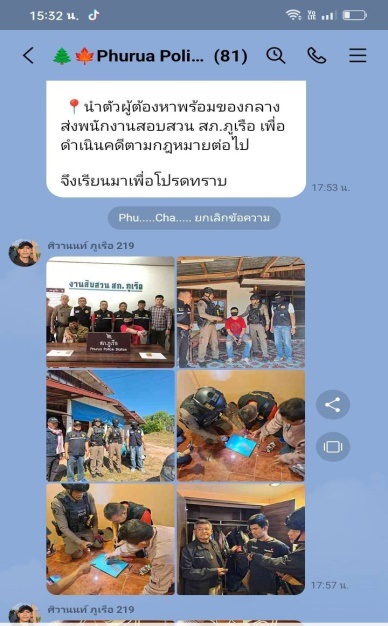 15:32 น.
Vo
🌲🍁Phurua Poli... (81)
📍นำตัวผู้ต้องหาพร้อมของกลาง
ส่งพนักงานสอบสวน สภ.ภูเรือ เพื่อ
ดำเนินคดีตามกฎหมายต่อไป
จึงเรียนมาเพื่อโปรดทราบ
17:53 น.
Phu.....Cha..... ยกเลิกข้อความ
ศิวานนท์ ภูเรือ 219
งานสืบสวน สภ. ภูเรือ
สภ.ภูเรือ
Phurua Police Station
17:57 น.
ศิวานนท์ ภูเรือ 219